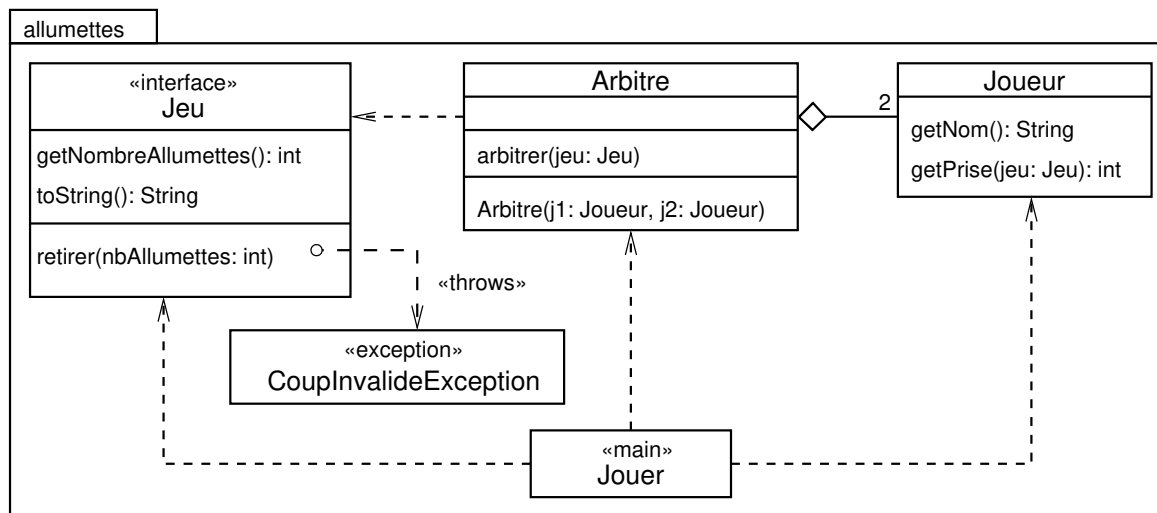 allumettes
«interface»
Jeu
getNombreAllumettes(): int
toString(): String
retirer(nbAllumettes: int)
«throws»
«exception»
CoupInvalideException
Arbitre
arbitrer(jeu: Jeu)
Arbitre(j1: Joueur, j2: Joueur)
2
Joueur
getNom(): String
getPrise(jeu: Jeu): int
«main»
Jouer